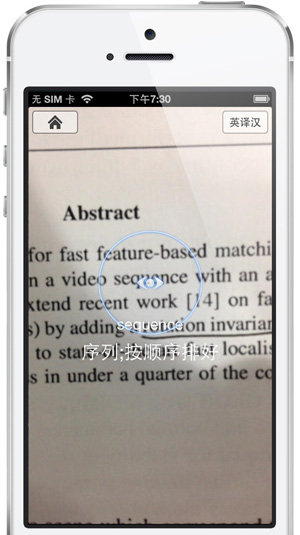 无 SIM 卡 下午7:30
英译汉
Abstract
for fast feature-based matchi
n a video sequence with an a
xtend recent work [14] on fa
s) by adding tion invarian
sequence
to sta fast localis
序列;按顺序排好
s in under a quarter of the co